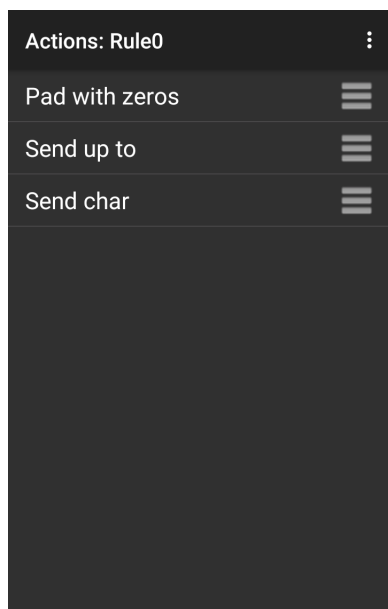 Actions: Rule0
Pad with zeros
Send up to
Send char